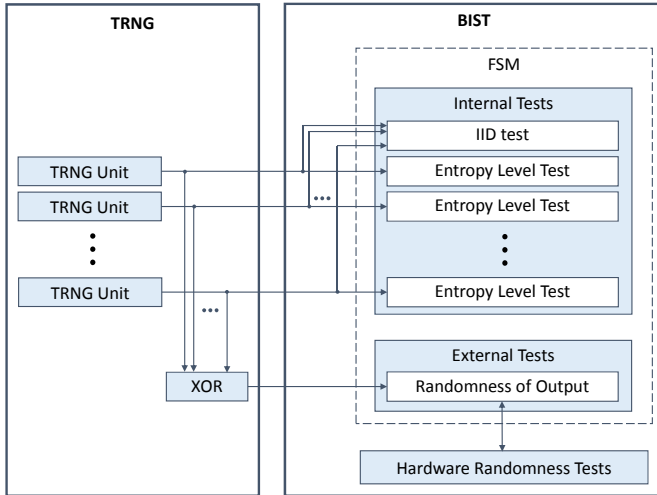 TRNG
BIST
FSM
Internal Tests
IID test
TRNG Unit
Entropy Level Test
TRNG Unit
...
Entropy Level Test
TRNG Unit
Entropy Level Test
...
External Tests
XOR
Randomness of Output
Hardware Randomness Tests